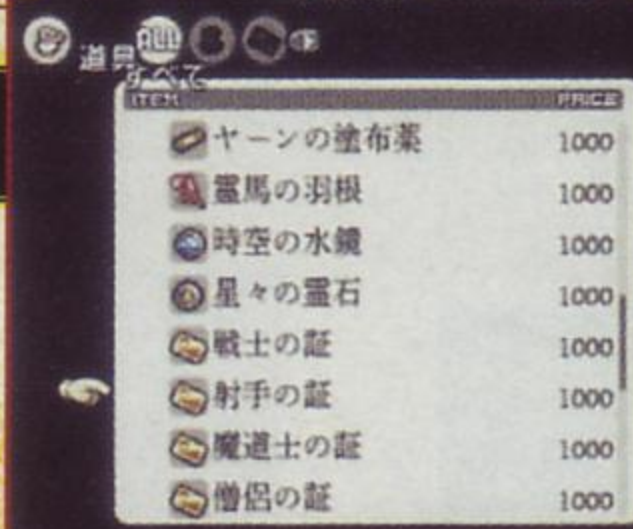 ALL
道具
すべて
ITEM PRICE
ヤーンの塗布薬 1000
霊馬の羽根 1000
時空の水鏡 1000
星々の霊石 1000
戦士の証 1000
射手の証 1000
魔道士の証 1000
僧侶の証 1000